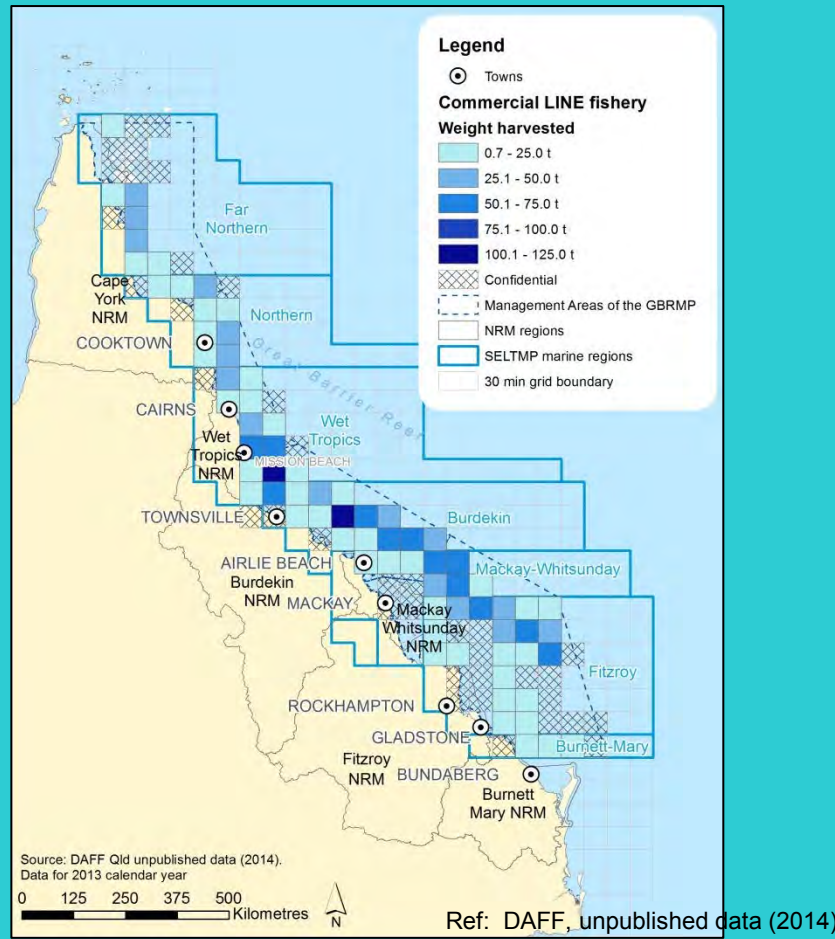 Legend
Towns
Commercial LINE fishery
Weight harvested
0.7 - 25.0 t
25.1 - 50.0 t
50.1 - 75.0 t
75.1 - 100.0 t
100.1 - 125.0 t
Confidential
Management Areas of the GBRMP
NRM regions
SELTMP marine regions
30 min grid boundary
Far
Northern
Cape
York
NRM
Northern
COOKTOWN
Great Barrier Reef
CAIRNS
Wet
Tropics
Wet
Tropics
NRM
MISSION BEACH
TOWNSVILLE
Burdekin
AIRLIE BEACH
Mackay-Whitsunday
Burdekin
NRM
MACKAY
Mackay
Whitsunday
NRM
Fitzroy
ROCKHAMPTON
GLADSTONE
Burnett-Mary
Fitzroy
NRM
BUNDABERG
Burnett
Mary NRM
Source: DAFF Qld unpublished data (2014).
Data for 2013 calendar year
0 125 250 375 500
Kilometres
N
Ref: DAFF, unpublished data (2014)